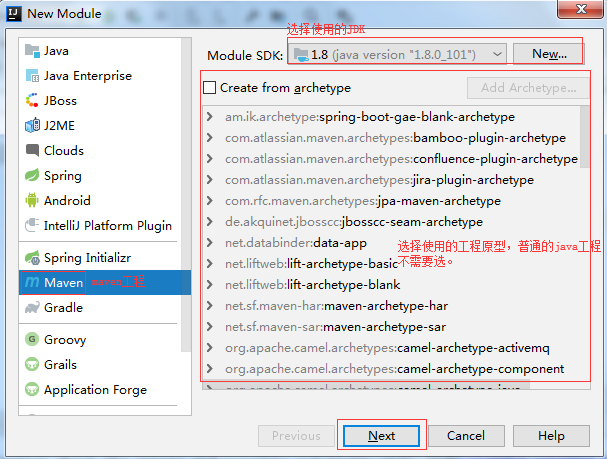 New Module
选择使用的JDK
Java
Java Enterprise
JBoss
J2ME
Clouds
Spring
Android
IntelliJ Platform Plugin
Spring Initializr
Maven maven工程
Gradle
Groovy
Grails
Application Forge
Module SDK: 1.8 (java version "1.8.0_101") New...
Create from archetype Add Archetype...
am.ik.archetype:spring-boot-gae-blank-archetype
com.atlassian.maven.archetypes:bamboo-plugin-archetype
com.atlassian.maven.archetypes:confluence-plugin-archetype
com.atlassian.maven.archetypes:jira-plugin-archetype
com.rfc.maven.archetypes:jpa-maven-archetype
de.akquinet.jbosscc:jbosscc-seam-archetype
net.databinder:data-app
net.liftweb:lift-archetype-basic
net.liftweb:lift-archetype-blank
net.sf.maven-har:maven-archetype-har
net.sf.maven-sar:maven-archetype-sar
org.apache.camel.archetypes:camel-archetype-activemq
org.apache.camel.archetypes:camel-archetype-component
org.apache.camel.archetypes:camel-archetype-java
选择使用的工程原型，普通的java工程
不需要选。
Previous Next Cancel Help